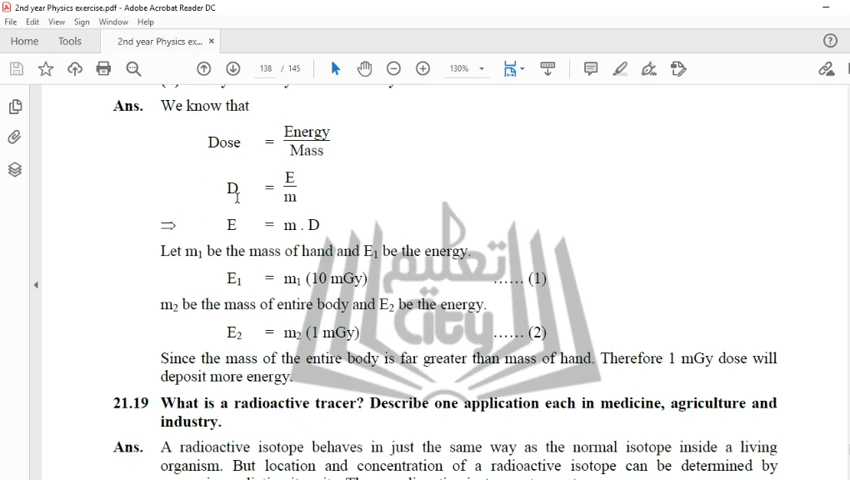 2nd year Physics exercise.pdf - Adobe Acrobat Reader DC
File Edit View Sign Window Help
Home Tools 2nd year Physics ex... ×
138 / 145 130%
Ans. We know that
Dose = Energy
Mass
D = E
m
⇒ E = m . D
Let m₁ be the mass of hand and E₁ be the energy.
E₁ = m₁ (10 mGy) ...... (1)
m₂ be the mass of entire body and E₂ be the energy.
E₂ = m₂ (1 mGy) ...... (2)
Since the mass of the entire body is far greater than mass of hand. Therefore 1 mGy dose will
deposit more energy.
تعلیم
City
21.19 What is a radioactive tracer? Describe one application each in medicine, agriculture and
industry.
Ans. A radioactive isotope behaves in just the same way as the normal isotope inside a living
organism. But location and concentration of a radioactive isotope can be determined by